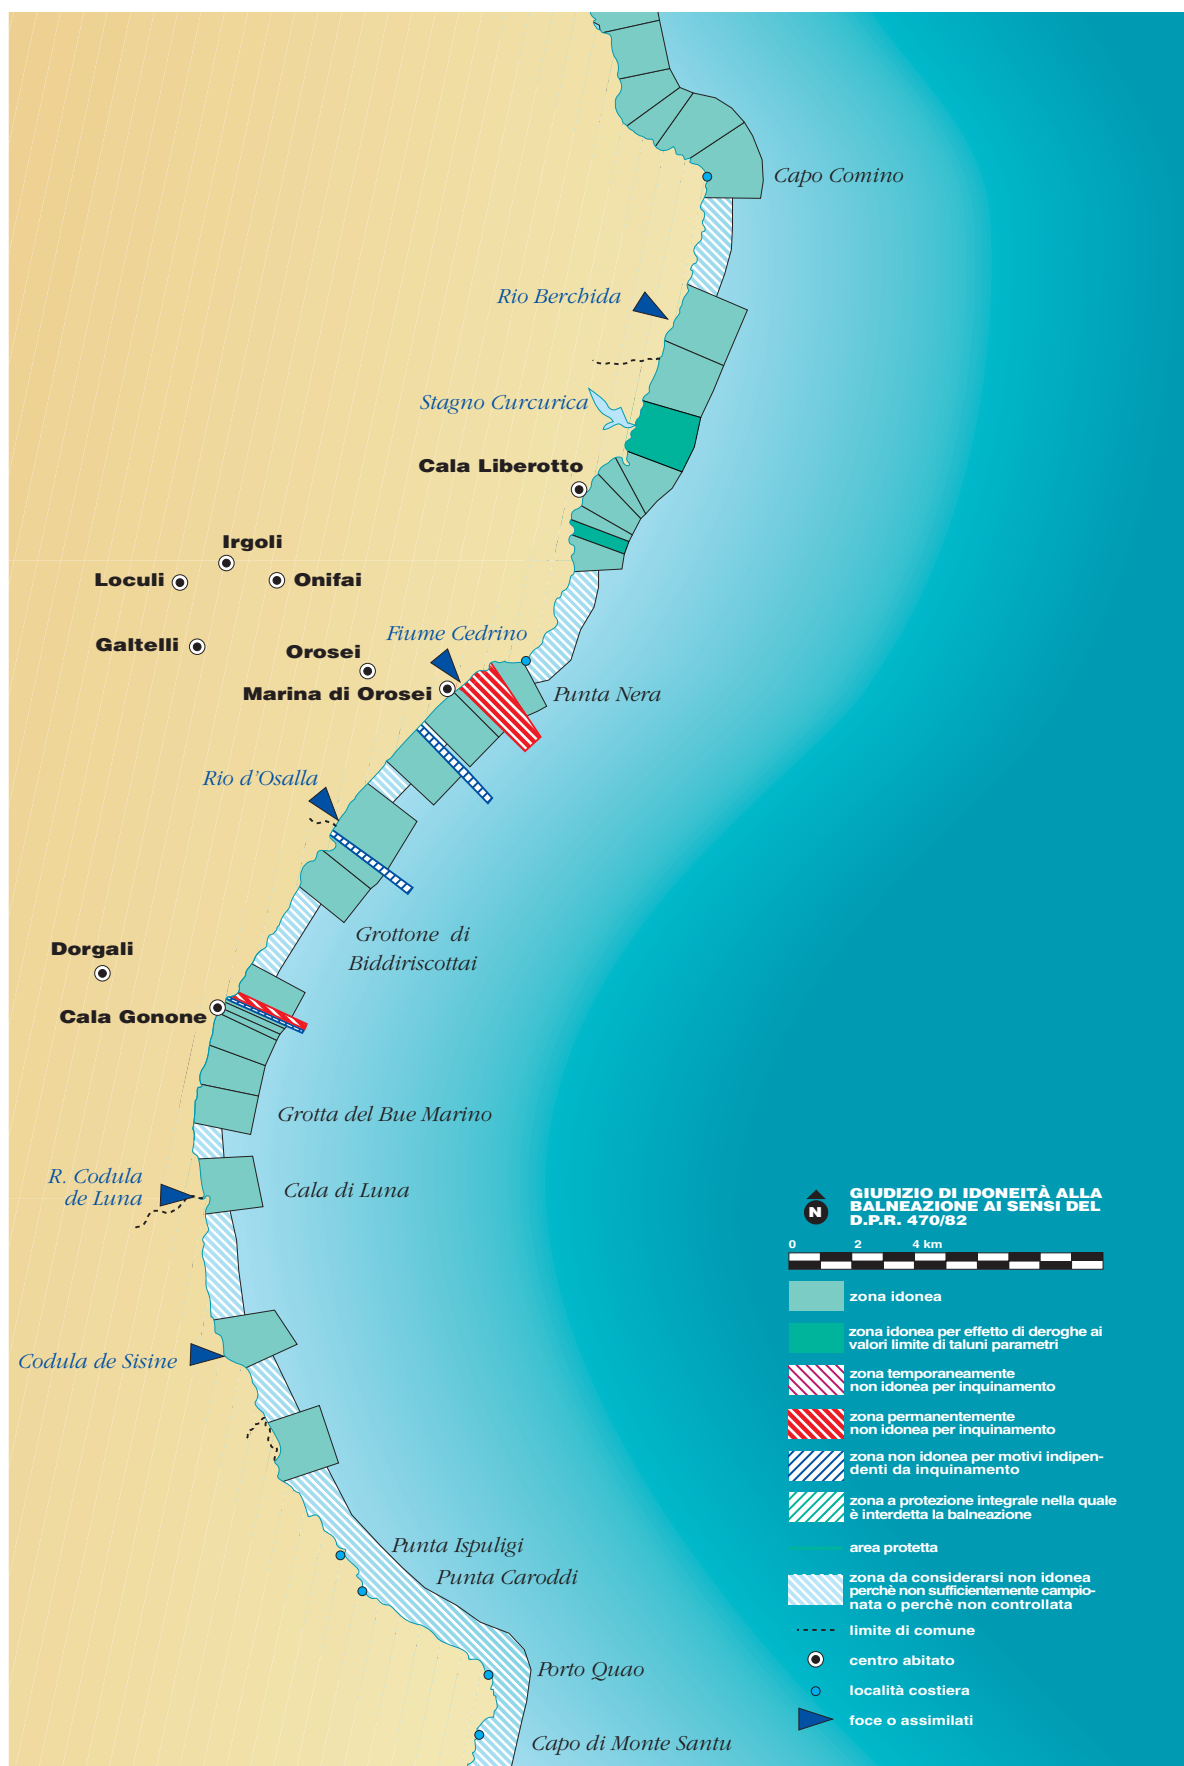 Capo Comino
Rio Berchida
Stagno Curcurica
Cala Liberotto
Irgoli
Loculi
Onifai
Galtelli
Fiume Cedrino
Orosei
Marina di Orosei
Punta Nera
Rio d'Osalla
Grottone di
Biddiriscottai
Dorgali
Cala Gonone
Grotta del Bue Marino
R. Codula
de Luna
Cala di Luna
Codula de Sisine
Punta Ispuligi
Punta Caroddi
Porto Quao
Capo di Monte Santu
N
GIUDIZIO DI IDONEITÀ ALLA
BALNEAZIONE AI SENSI DEL
D.P.R. 470/82
0 2 4 km
zona idonea
zona idonea per effetto di deroghe ai
valori limite di taluni parametri
zona temporaneamente
non idonea per inquinamento
zona permanentemente
non idonea per inquinamento
zona non idonea per motivi indipen-
denti da inquinamento
zona a protezione integrale nella quale
è interdetta la balneazione
area protetta
zona da considerarsi non idonea
perchè non sufficientemente campio-
nata o perchè non controllata
limite di comune
centro abitato
località costiera
foce o assimilati